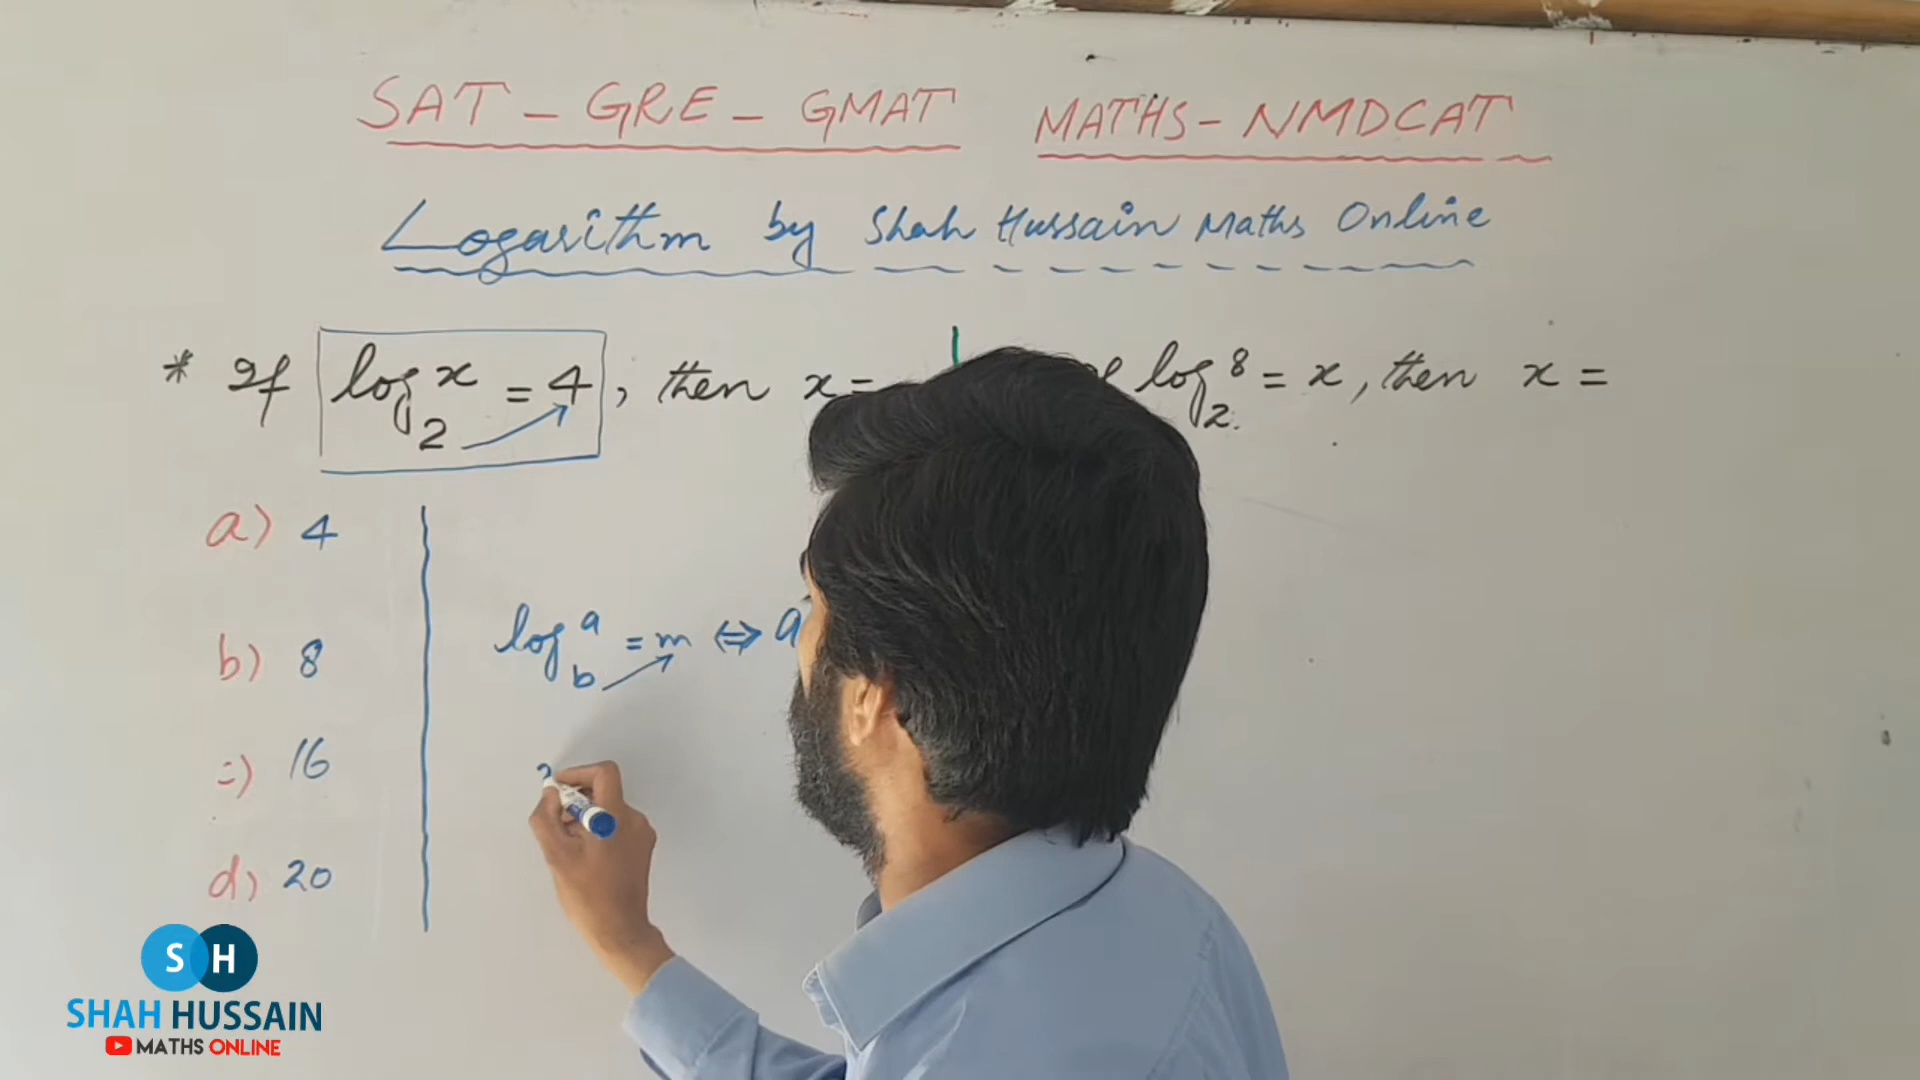 SAT - GRE - GMAT MATHS - NMDCAT
Logarithm by Shah Hussain Maths Online
* If log₂ x = 4, then x = log₂ 8 = x, then x =
a) 4
log_b a = m ⇔ a
b) 8
c) 16
d) 20
S H
SHAH HUSSAIN
MATHS ONLINE